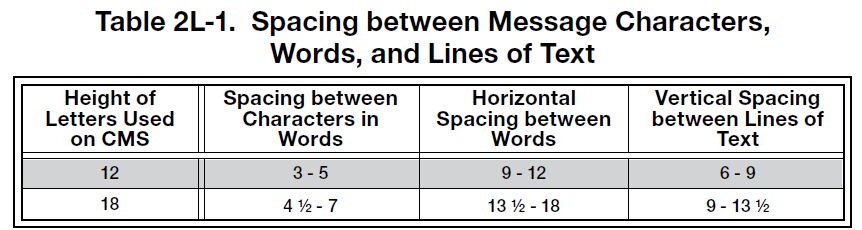 Table 2L-1. Spacing between Message Characters,
Words, and Lines of Text
Height of Letters Used on CMS | Spacing between Characters in Words | Horizontal Spacing between Words | Vertical Spacing between Lines of Text
12 | 3 - 5 | 9 - 12 | 6 - 9
18 | 4 ½ - 7 | 13 ½ - 18 | 9 - 13 ½